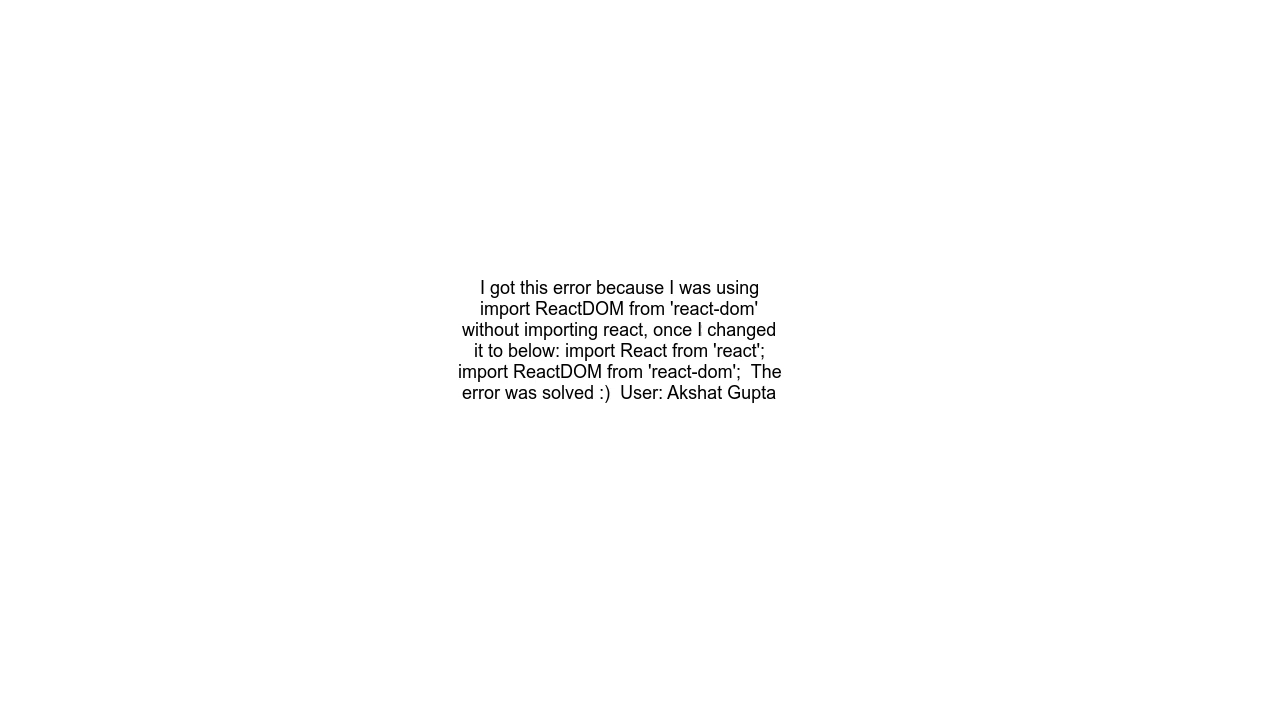 I got this error because I was using
import ReactDOM from 'react-dom'
without importing react, once I changed
it to below: import React from 'react';
import ReactDOM from 'react-dom';  The
error was solved :)  User: Akshat Gupta